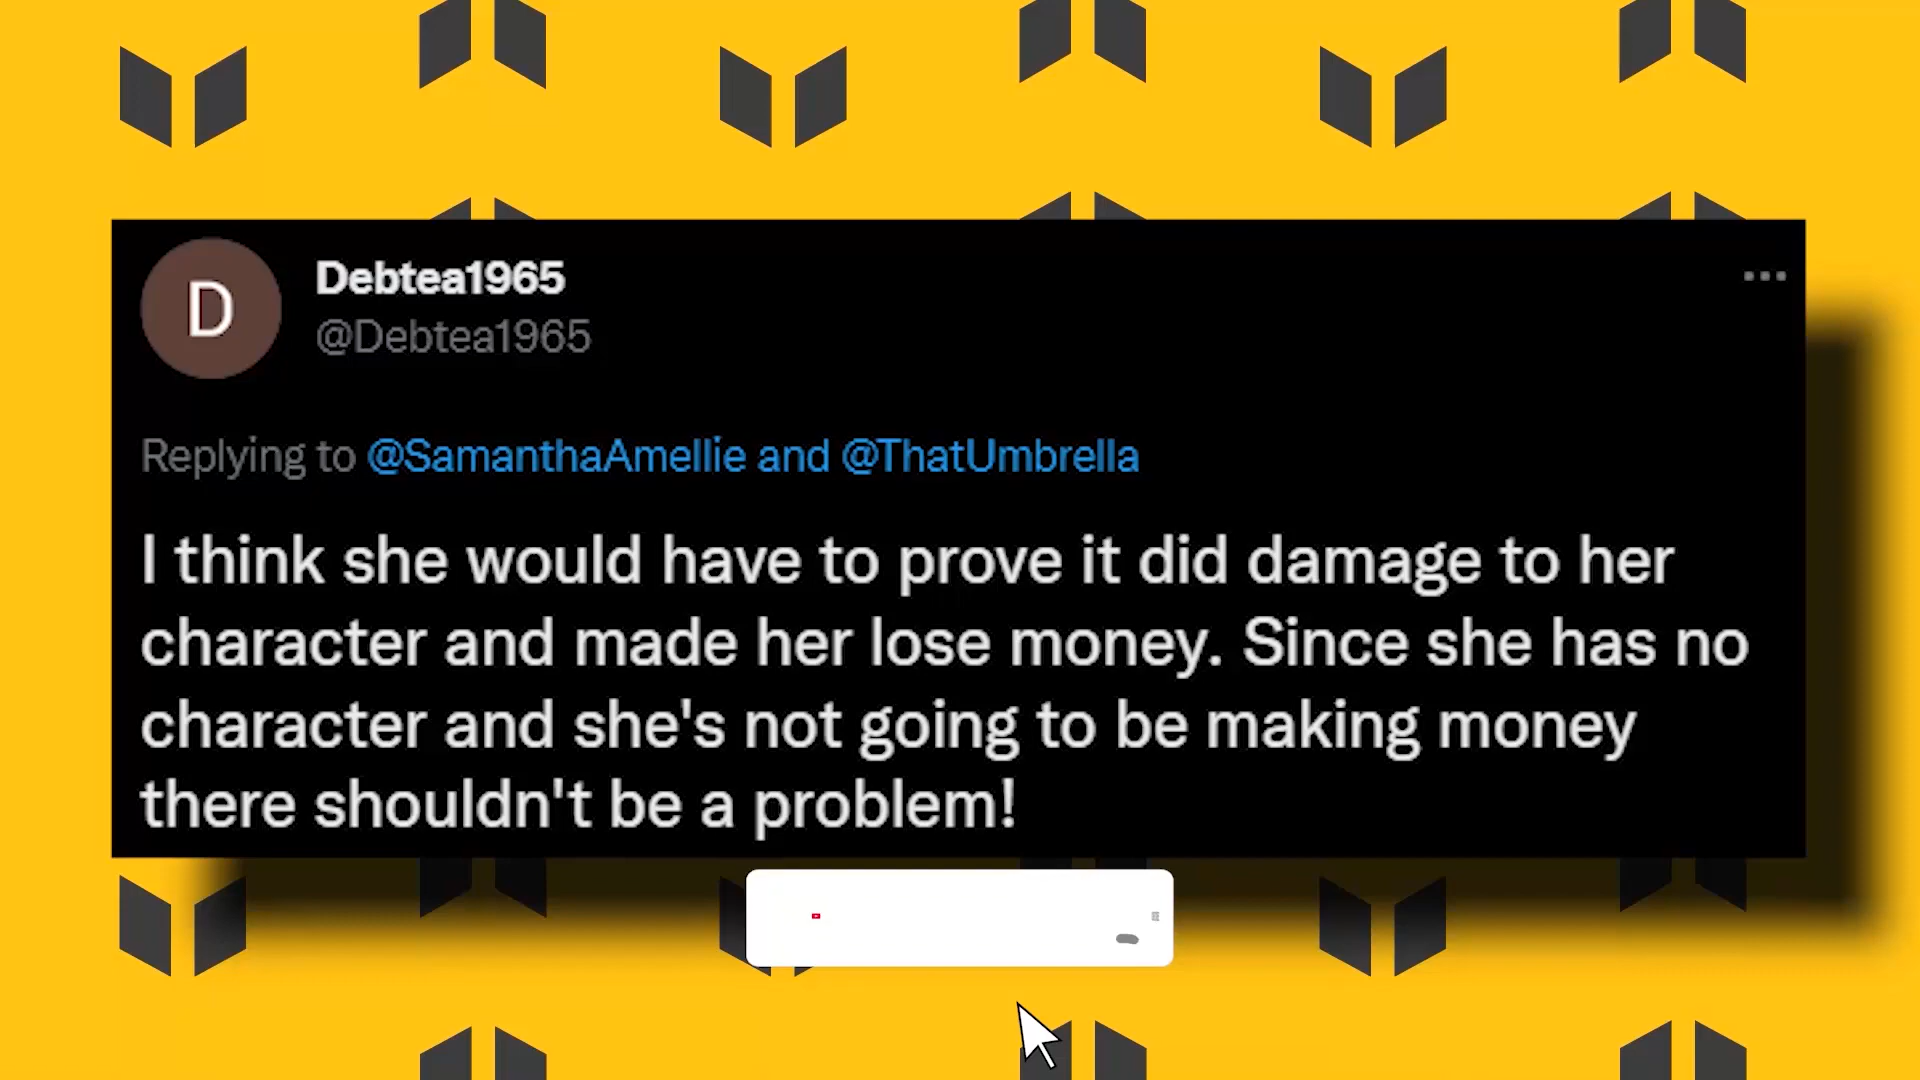 D
Debtea1965
@Debtea1965
Replying to @SamanthaAmellie and @ThatUmbrella
I think she would have to prove it did damage to her
character and made her lose money. Since she has no
character and she's not going to be making money
there shouldn't be a problem!